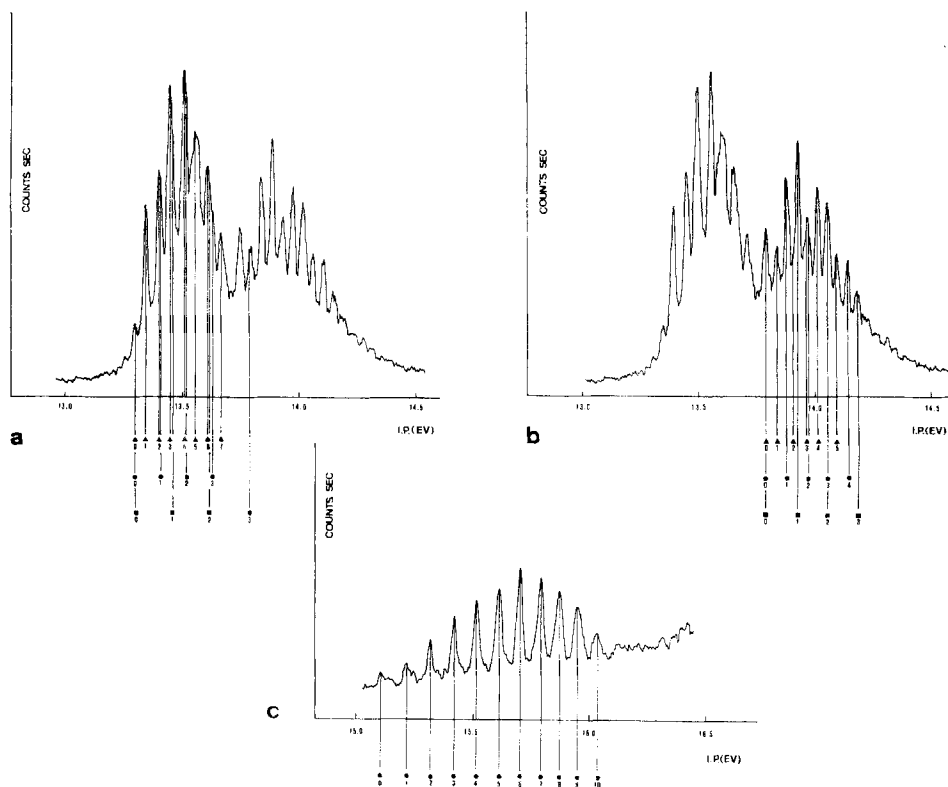 COUNTS SEC
13.0 13.5 14.0 14.5
I.P.(EV)
a
0 1 2 3 4 5 6 7
0 1 2 3
0 1 2 3
COUNTS SEC
13.0 13.5 14.0 14.5
I.P.(EV)
b
0 1 2 3 4 5
0 1 2 3 4
0 1 2 3
COUNTS SEC
C
15.0 15.5 16.0 16.5
I.P.(EV)
0 1 2 3 4 5 6 7 8 9 10